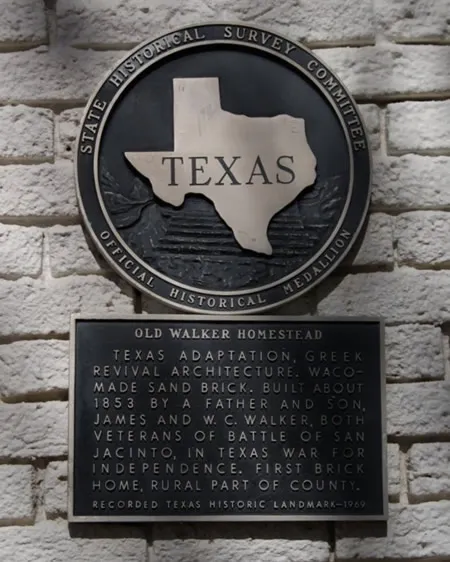 STATE HISTORICAL SURVEY COMMITTEE
TEXAS
OFFICIAL HISTORICAL MEDALLION
OLD WALKER HOMESTEAD
TEXAS ADAPTATION, GREEK
REVIVAL ARCHITECTURE. WACO-
MADE SAND BRICK. BUILT ABOUT
1853 BY A FATHER AND SON,
JAMES AND W. C. WALKER, BOTH
VETERANS OF BATTLE OF SAN
JACINTO, IN TEXAS WAR FOR
INDEPENDENCE. FIRST BRICK
HOME, RURAL PART OF COUNTY.
RECORDED TEXAS HISTORIC LANDMARK—1969